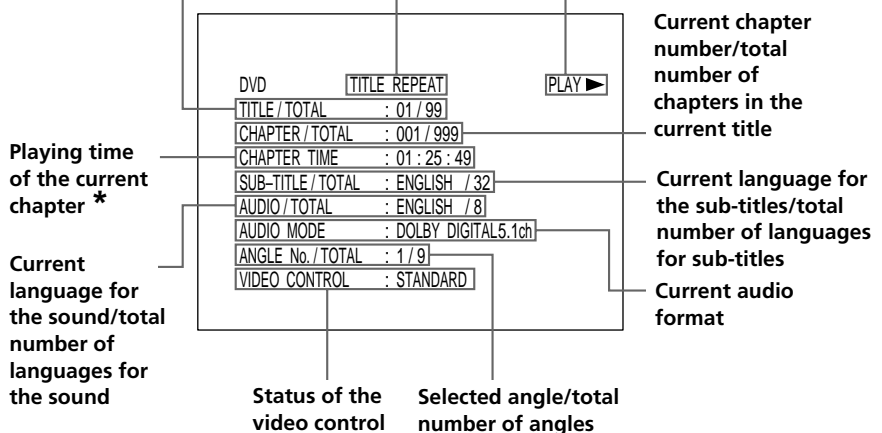 Current chapter
number/total
number of
chapters in the
current title
DVD TITLE REPEAT PLAY ►
TITLE / TOTAL : 01 / 99
CHAPTER / TOTAL : 001 / 999
CHAPTER TIME : 01 : 25 : 49
SUB–TITLE / TOTAL : ENGLISH / 32
AUDIO / TOTAL : ENGLISH / 8
AUDIO MODE : DOLBY DIGITAL5.1ch
ANGLE No. / TOTAL : 1 / 9
VIDEO CONTROL : STANDARD
Playing time
of the current
chapter *
Current
language for
the sound/total
number of
languages for
the sound
Current language for
the sub-titles/total
number of languages
for sub-titles
Current audio
format
Status of the
video control
Selected angle/total
number of angles